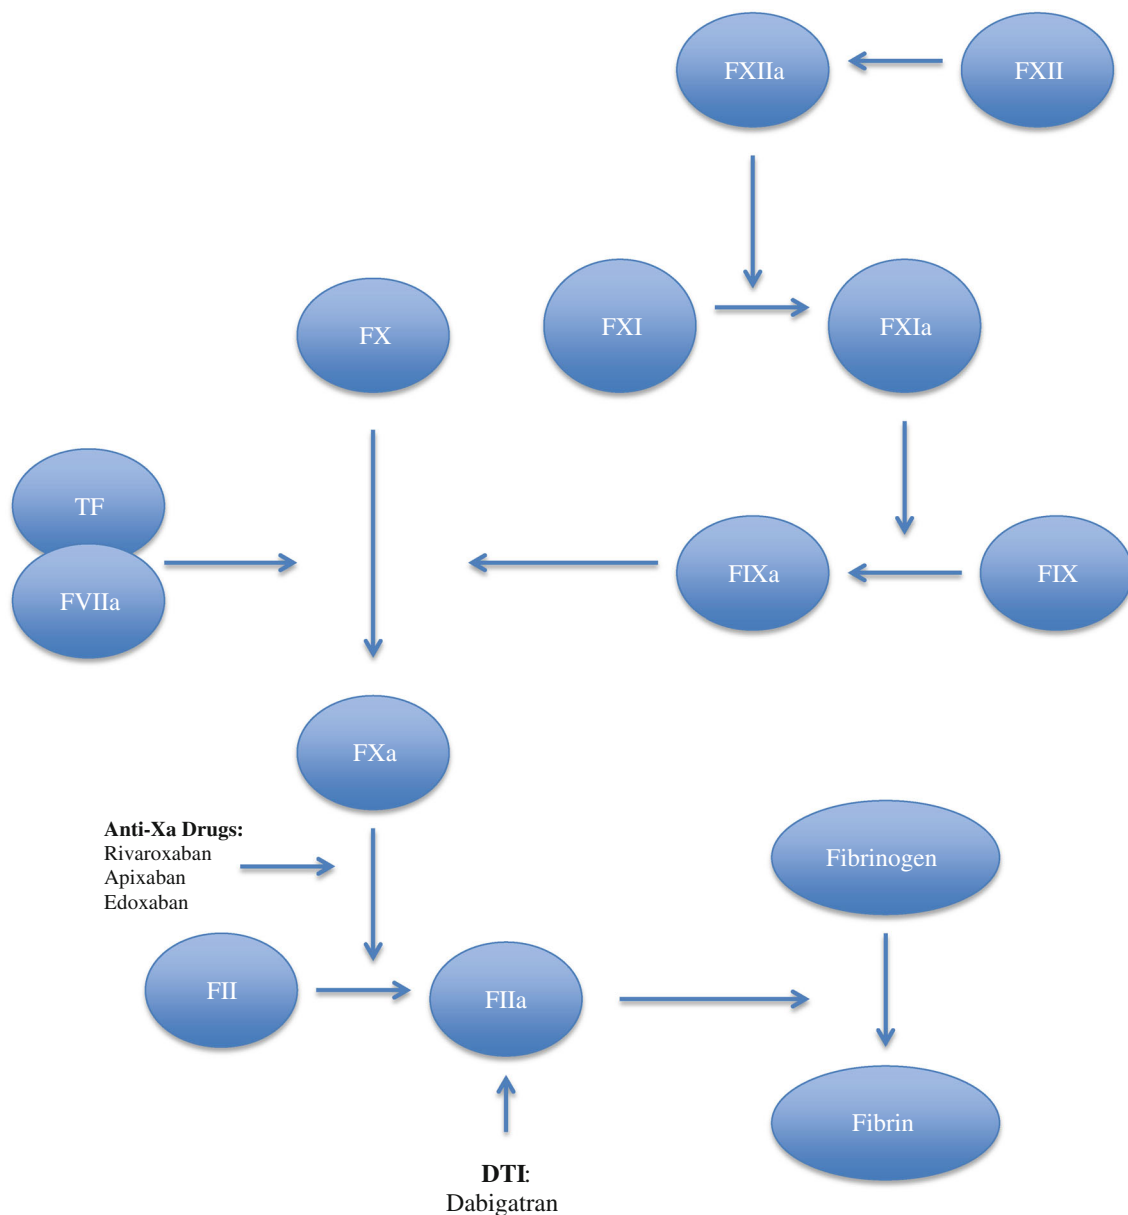 FXIIa
FXII
FX
FXI
FXIa
TF
FVIIa
FIXa
FIX
FXa
Anti-Xa Drugs:
Rivaroxaban
Apixaban
Edoxaban
Fibrinogen
FII
FIIa
Fibrin
DTI:
Dabigatran